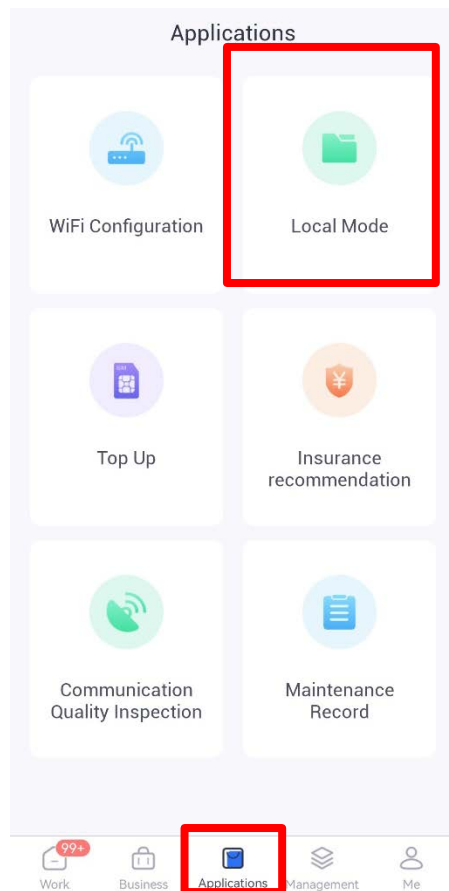 Applications
WiFi Configuration
Local Mode
SIM
Top Up
¥
Insurance
recommendation
Communication
Quality Inspection
Maintenance
Record
99+
Work
Business
Applications
Management
Me